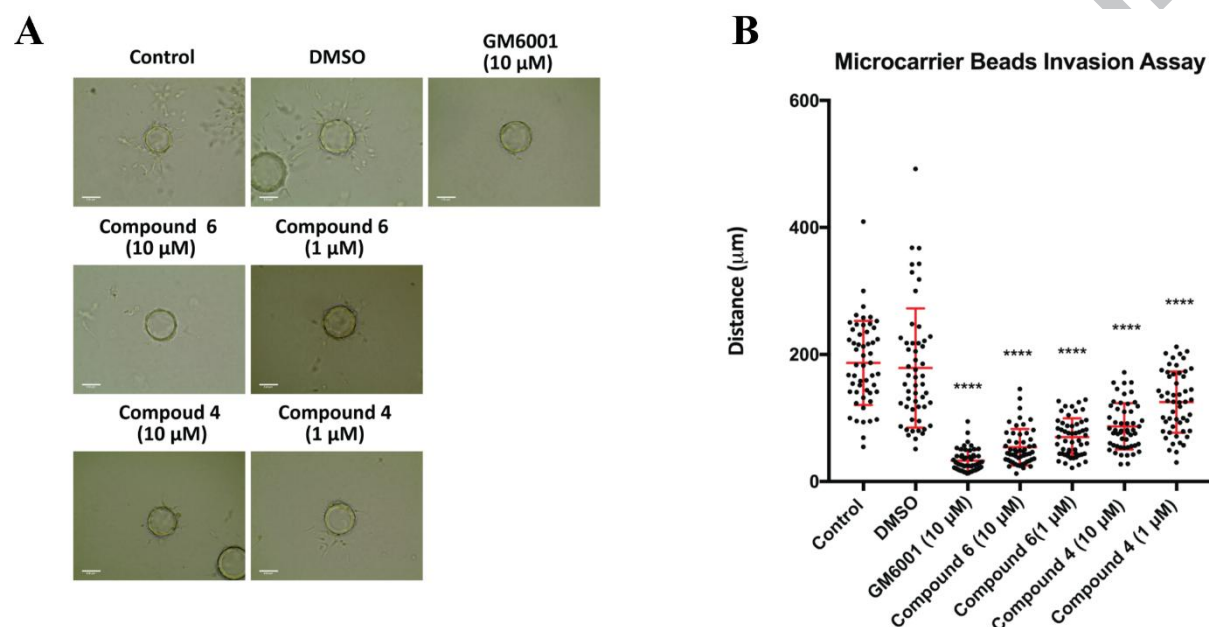 A
Control
DMSO
GM6001
(10 μM)
Compound 6
(10 μM)
Compound 6
(1 μM)
Compoud 4
(10 μM)
Compound 4
(1 μM)
B
Microcarrier Beads Invasion Assay
600
400
200
0
Distance (μm)
****
****
****
****
****
Control
DMSO
GM6001 (10 μM)
Compound 6 (10 μM)
Compound 6(1 μM)
Compound 4 (10 μM)
Compound 4 (1 μM)